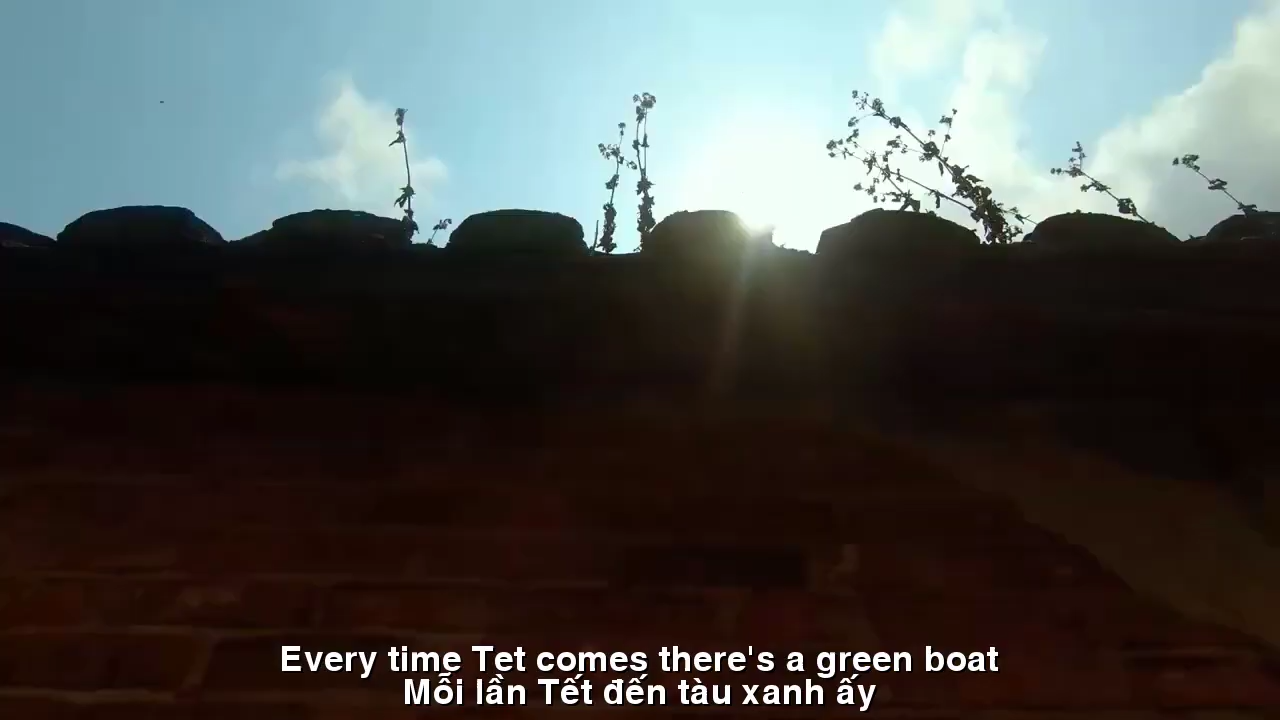 Every time Tet comes there's a green boat
Mỗi lần Tết đến tàu xanh ấy